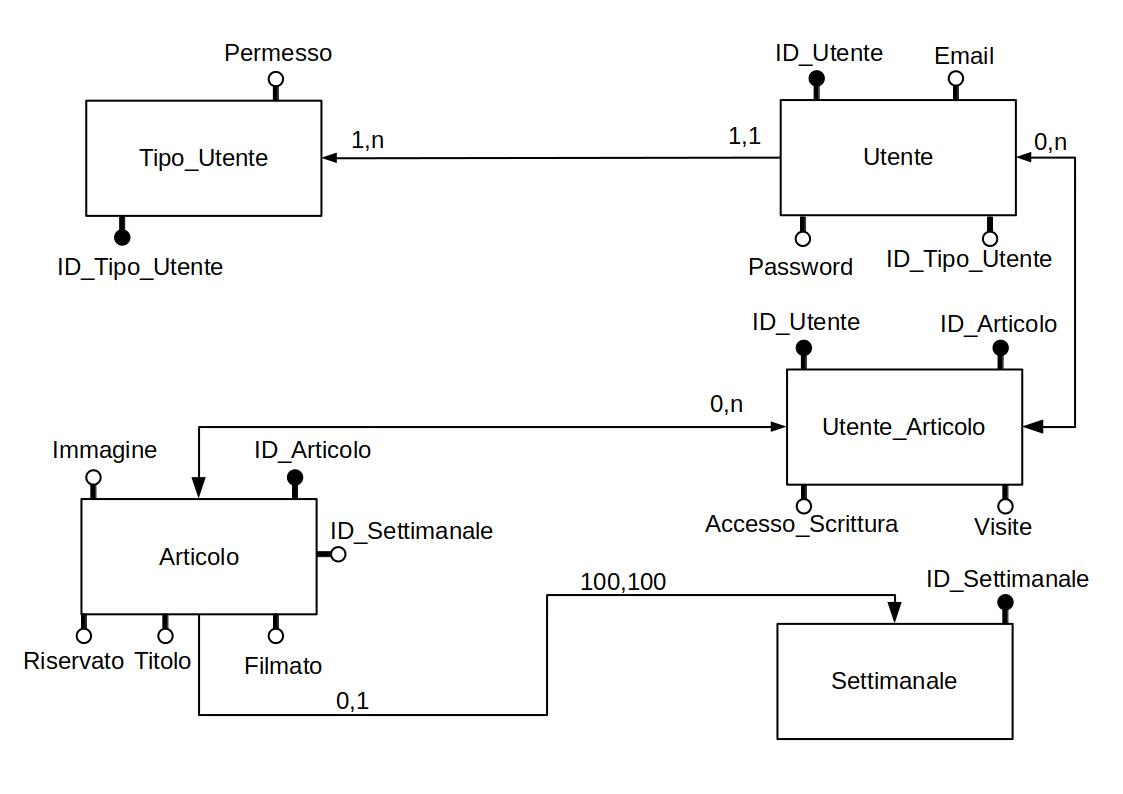 Permesso
ID_Utente
Email
1,n
1,1
0,n
Tipo_Utente
Utente
ID_Tipo_Utente
Password
ID_Tipo_Utente
ID_Utente
ID_Articolo
0,n
Utente_Articolo
Immagine
ID_Articolo
Accesso_Scrittura
Visite
ID_Settimanale
Articolo
100,100
ID_Settimanale
Riservato
Titolo
Filmato
Settimanale
0,1